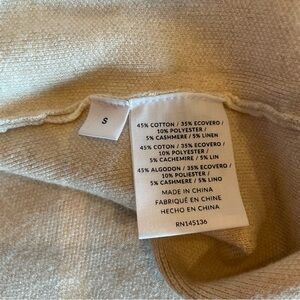 S
45% COTTON / 35% ECOVERO /
10% POLYESTER /
5% CASHMERE / 5% LINEN
45% COTON / 35% ECOVERO /
10% POLYESTER /
5% CACHEMIRE / 5% LIN
45% ALGODON / 35% ECOVERO /
10% POLIESTER /
5% CASHMERE / 5% LINO
MADE IN CHINA
FABRIQUÉ EN CHINE
HECHO EN CHINA
RN145136